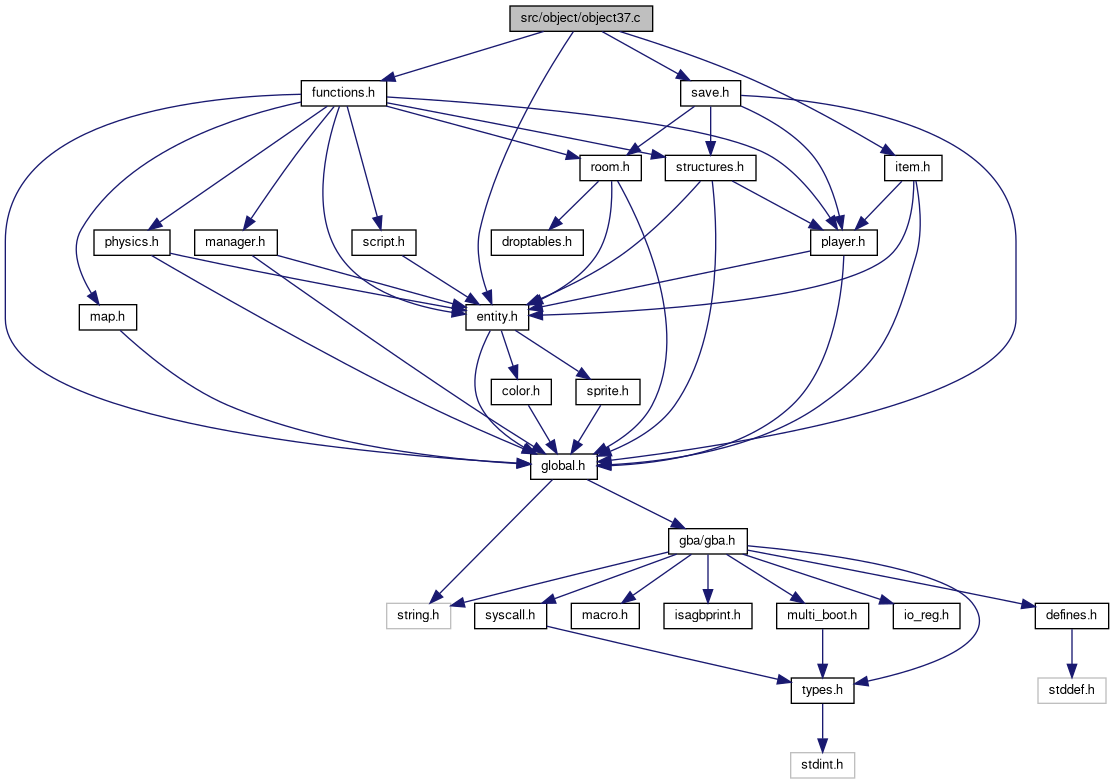 src/object/object37.c
functions.h
save.h
room.h
structures.h
item.h
physics.h
manager.h
script.h
droptables.h
player.h
map.h
entity.h
color.h
sprite.h
global.h
gba/gba.h
string.h
syscall.h
macro.h
isagbprint.h
multi_boot.h
io_reg.h
defines.h
types.h
stddef.h
stdint.h